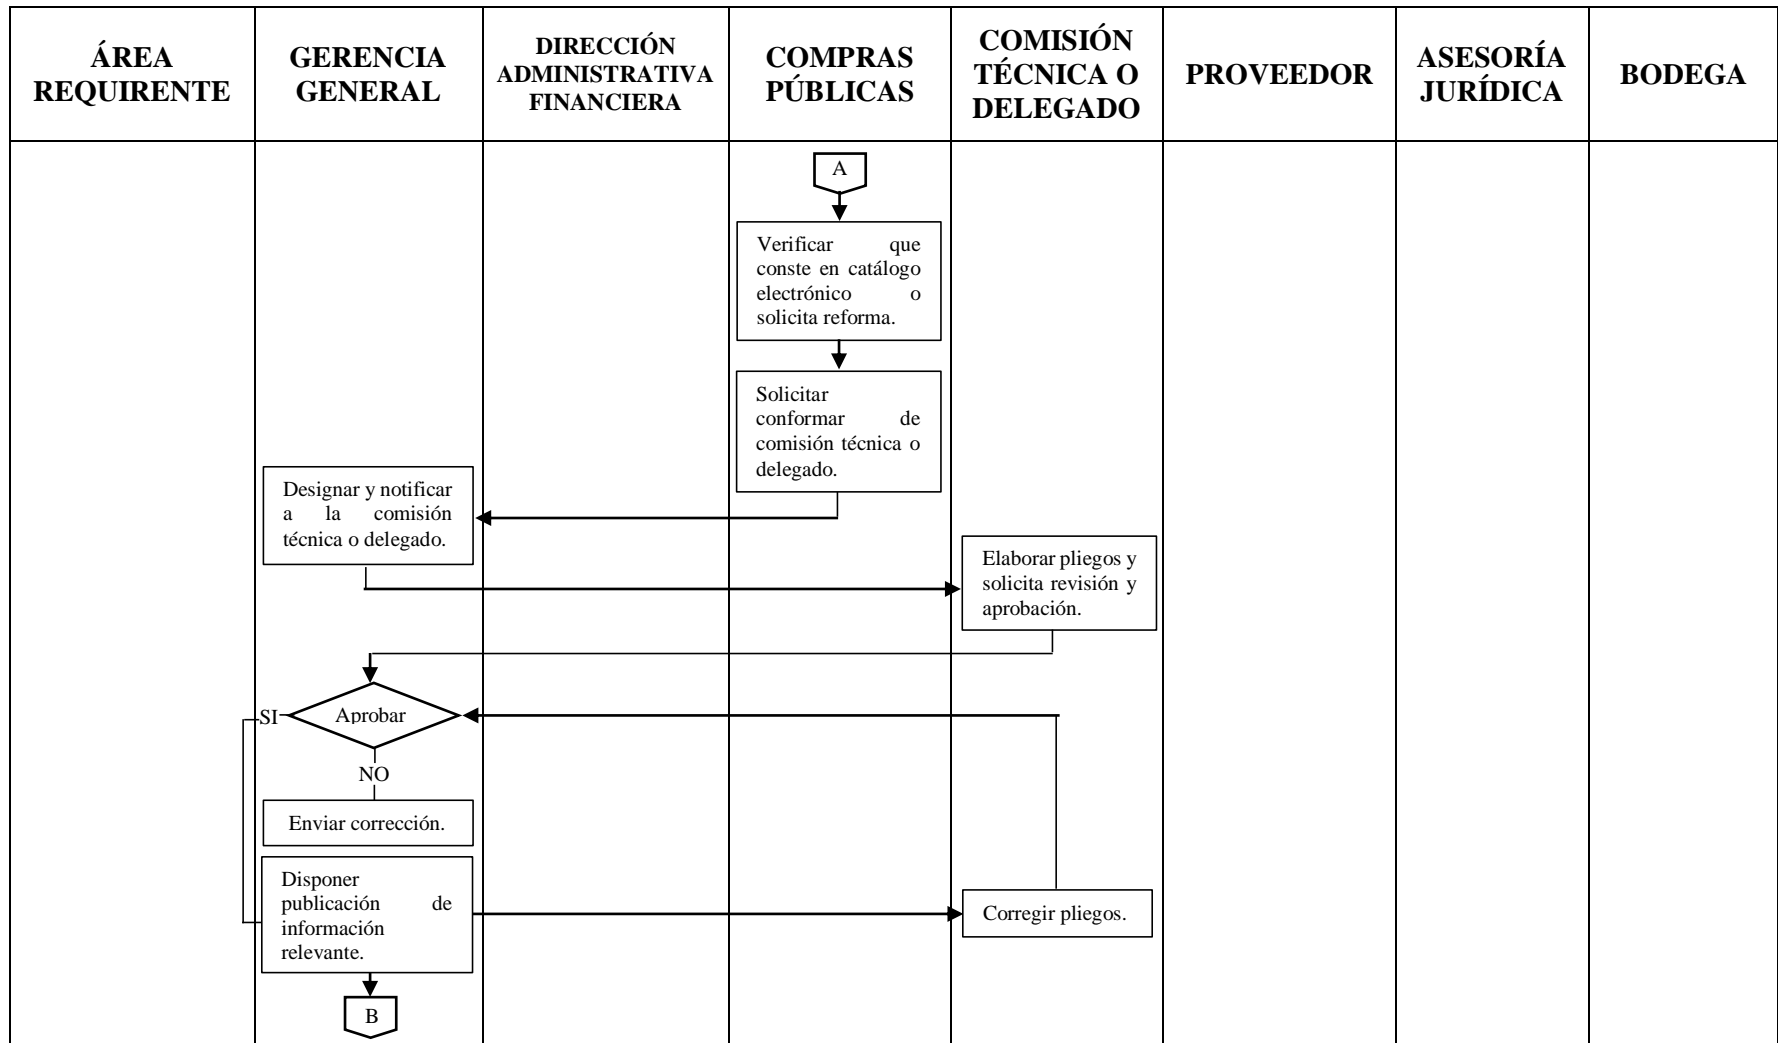 ÁREA
REQUIRENTE
GERENCIA
GENERAL
DIRECCIÓN
ADMINISTRATIVA
FINANCIERA
COMPRAS
PÚBLICAS
COMISIÓN
TÉCNICA O
DELEGADO
PROVEEDOR
ASESORÍA
JURÍDICA
BODEGA
A
Verificar que
conste en catálogo
electrónico o
solicita reforma.
Solicitar
conformar de
comisión técnica o
delegado.
Designar y notificar
a la comisión
técnica o delegado.
Elaborar pliegos y
solicita revisión y
aprobación.
SI
Aprobar
NO
Enviar corrección.
Disponer
publicación de
información
relevante.
Corregir pliegos.
B